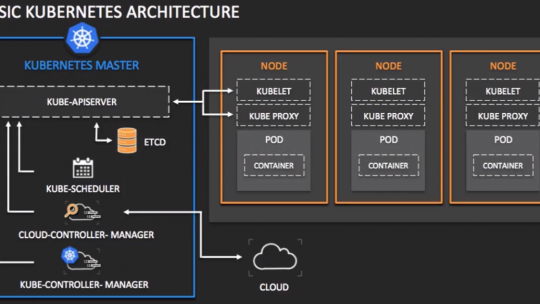 SIC KUBERNETES ARCHITECTURE
KUBERNETES MASTER
KUBE-APISERVER
ETCD
KUBE-SCHEDULER
CLOUD-CONTROLLER- MANAGER
KUBE-CONTROLLER- MANAGER
CLOUD
NODE
KUBELET
KUBE PROXY
POD
CONTAINER
NODE
KUBELET
KUBE PROXY
POD
CONTAINER
NODE
KUBELET
KUBE PROXY
POD
CONTAINER